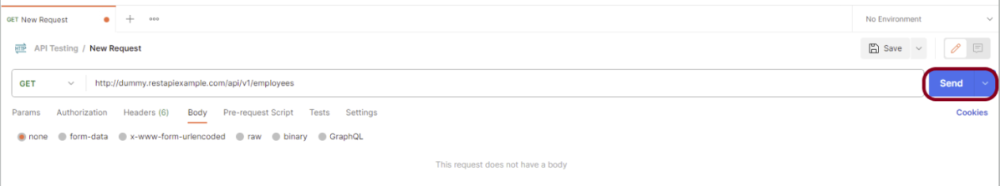 GET New Request
No Environment
HTTP API Testing / New Request
Save
GET http://dummy.restapiexample.com/api/v1/employees Send
Params Authorization Headers (6) Body Pre-request Script Tests Settings Cookies
none form-data x-www-form-urlencoded raw binary GraphQL
This request does not have a body